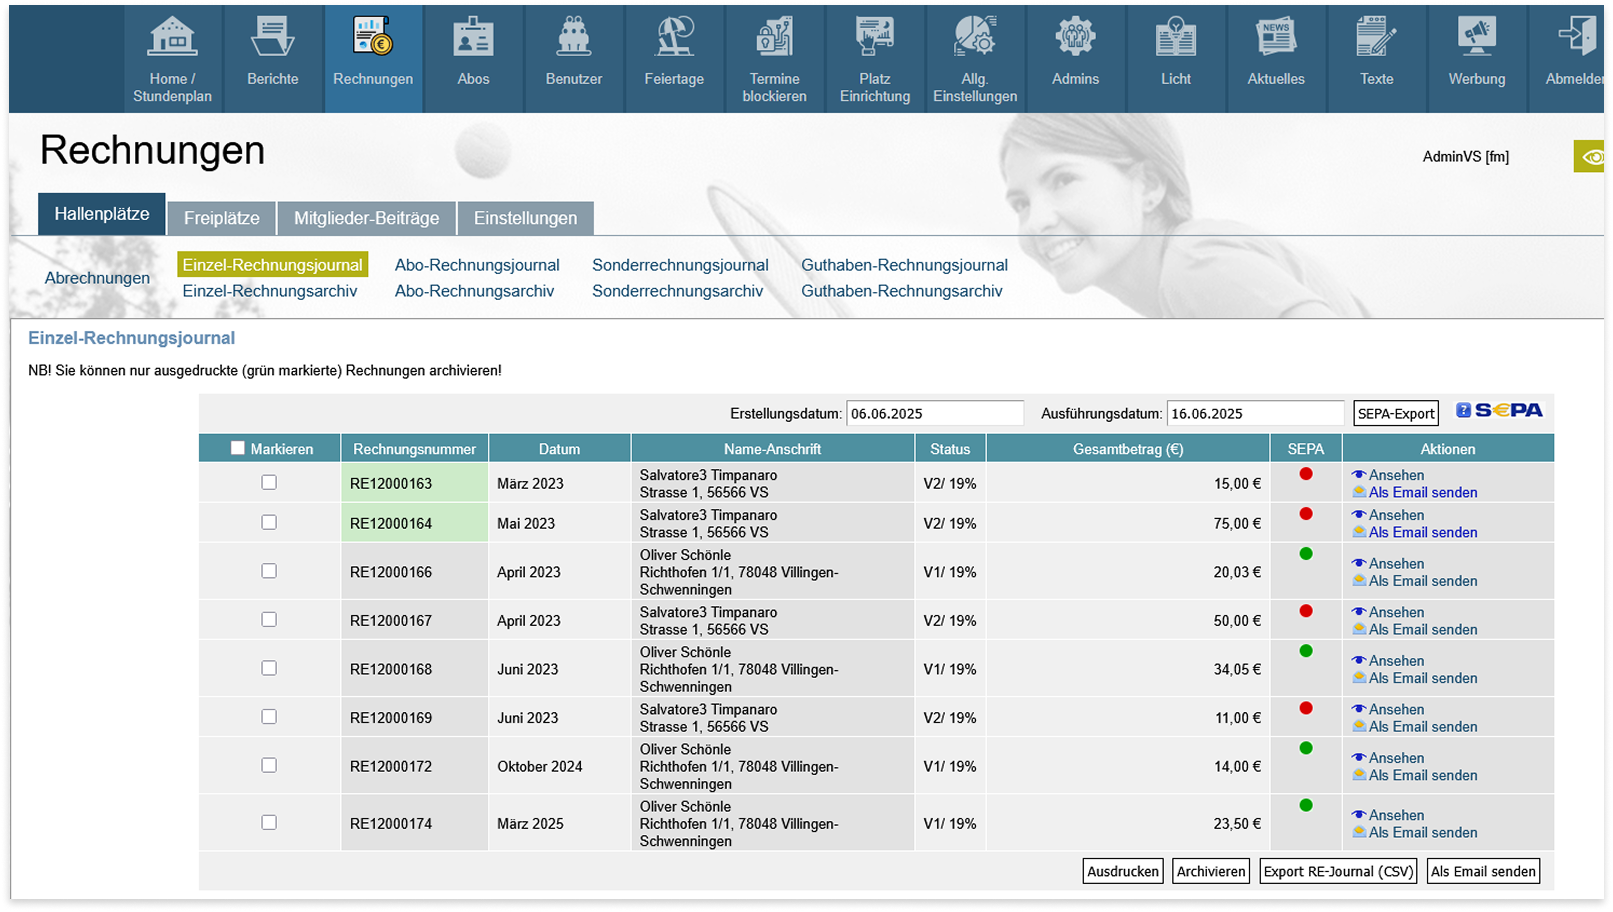 Home /
Stundenplan
Berichte
Rechnungen
Abos
Benutzer
Feiertage
Termine
blockieren
Platz
Einrichtung
Allg.
Einstellungen
Admins
Licht
NEWS
Aktuelles
Texte
Werbung
Abmelden
Rechnungen
AdminVS [fm]
Hallenplätze
Freiplätze
Mitglieder-Beiträge
Einstellungen
Abrechnungen
Einzel-Rechnungsjournal
Abo-Rechnungsjournal
Sonderrechnungsjournal
Guthaben-Rechnungsjournal
Einzel-Rechnungsarchiv
Abo-Rechnungsarchiv
Sonderrechnungsarchiv
Guthaben-Rechnungsarchiv
Einzel-Rechnungsjournal
NB! Sie können nur ausgedruckte (grün markierte) Rechnungen archivieren!
Erstellungsdatum: 06.06.2025 Ausführungsdatum: 16.06.2025 SEPA-Export ? S€PA
Markieren Rechnungsnummer Datum Name-Anschrift Status Gesamtbetrag (€) SEPA Aktionen
RE12000163 März 2023 Salvatore3 Timpanaro
Strasse 1, 56566 VS V2/ 19% 15,00 € Ansehen
Als Email senden
RE12000164 Mai 2023 Salvatore3 Timpanaro
Strasse 1, 56566 VS V2/ 19% 75,00 € Ansehen
Als Email senden
RE12000166 April 2023 Oliver Schönle
Richthofen 1/1, 78048 Villingen-
Schwenningen V1/ 19% 20,03 € Ansehen
Als Email senden
RE12000167 April 2023 Salvatore3 Timpanaro
Strasse 1, 56566 VS V2/ 19% 50,00 € Ansehen
Als Email senden
RE12000168 Juni 2023 Oliver Schönle
Richthofen 1/1, 78048 Villingen-
Schwenningen V1/ 19% 34,05 € Ansehen
Als Email senden
RE12000169 Juni 2023 Salvatore3 Timpanaro
Strasse 1, 56566 VS V2/ 19% 11,00 € Ansehen
Als Email senden
RE12000172 Oktober 2024 Oliver Schönle
Richthofen 1/1, 78048 Villingen-
Schwenningen V1/ 19% 14,00 € Ansehen
Als Email senden
RE12000174 März 2025 Oliver Schönle
Richthofen 1/1, 78048 Villingen-
Schwenningen V1/ 19% 23,50 € Ansehen
Als Email senden
Ausdrucken Archivieren Export RE-Journal (CSV) Als Email senden